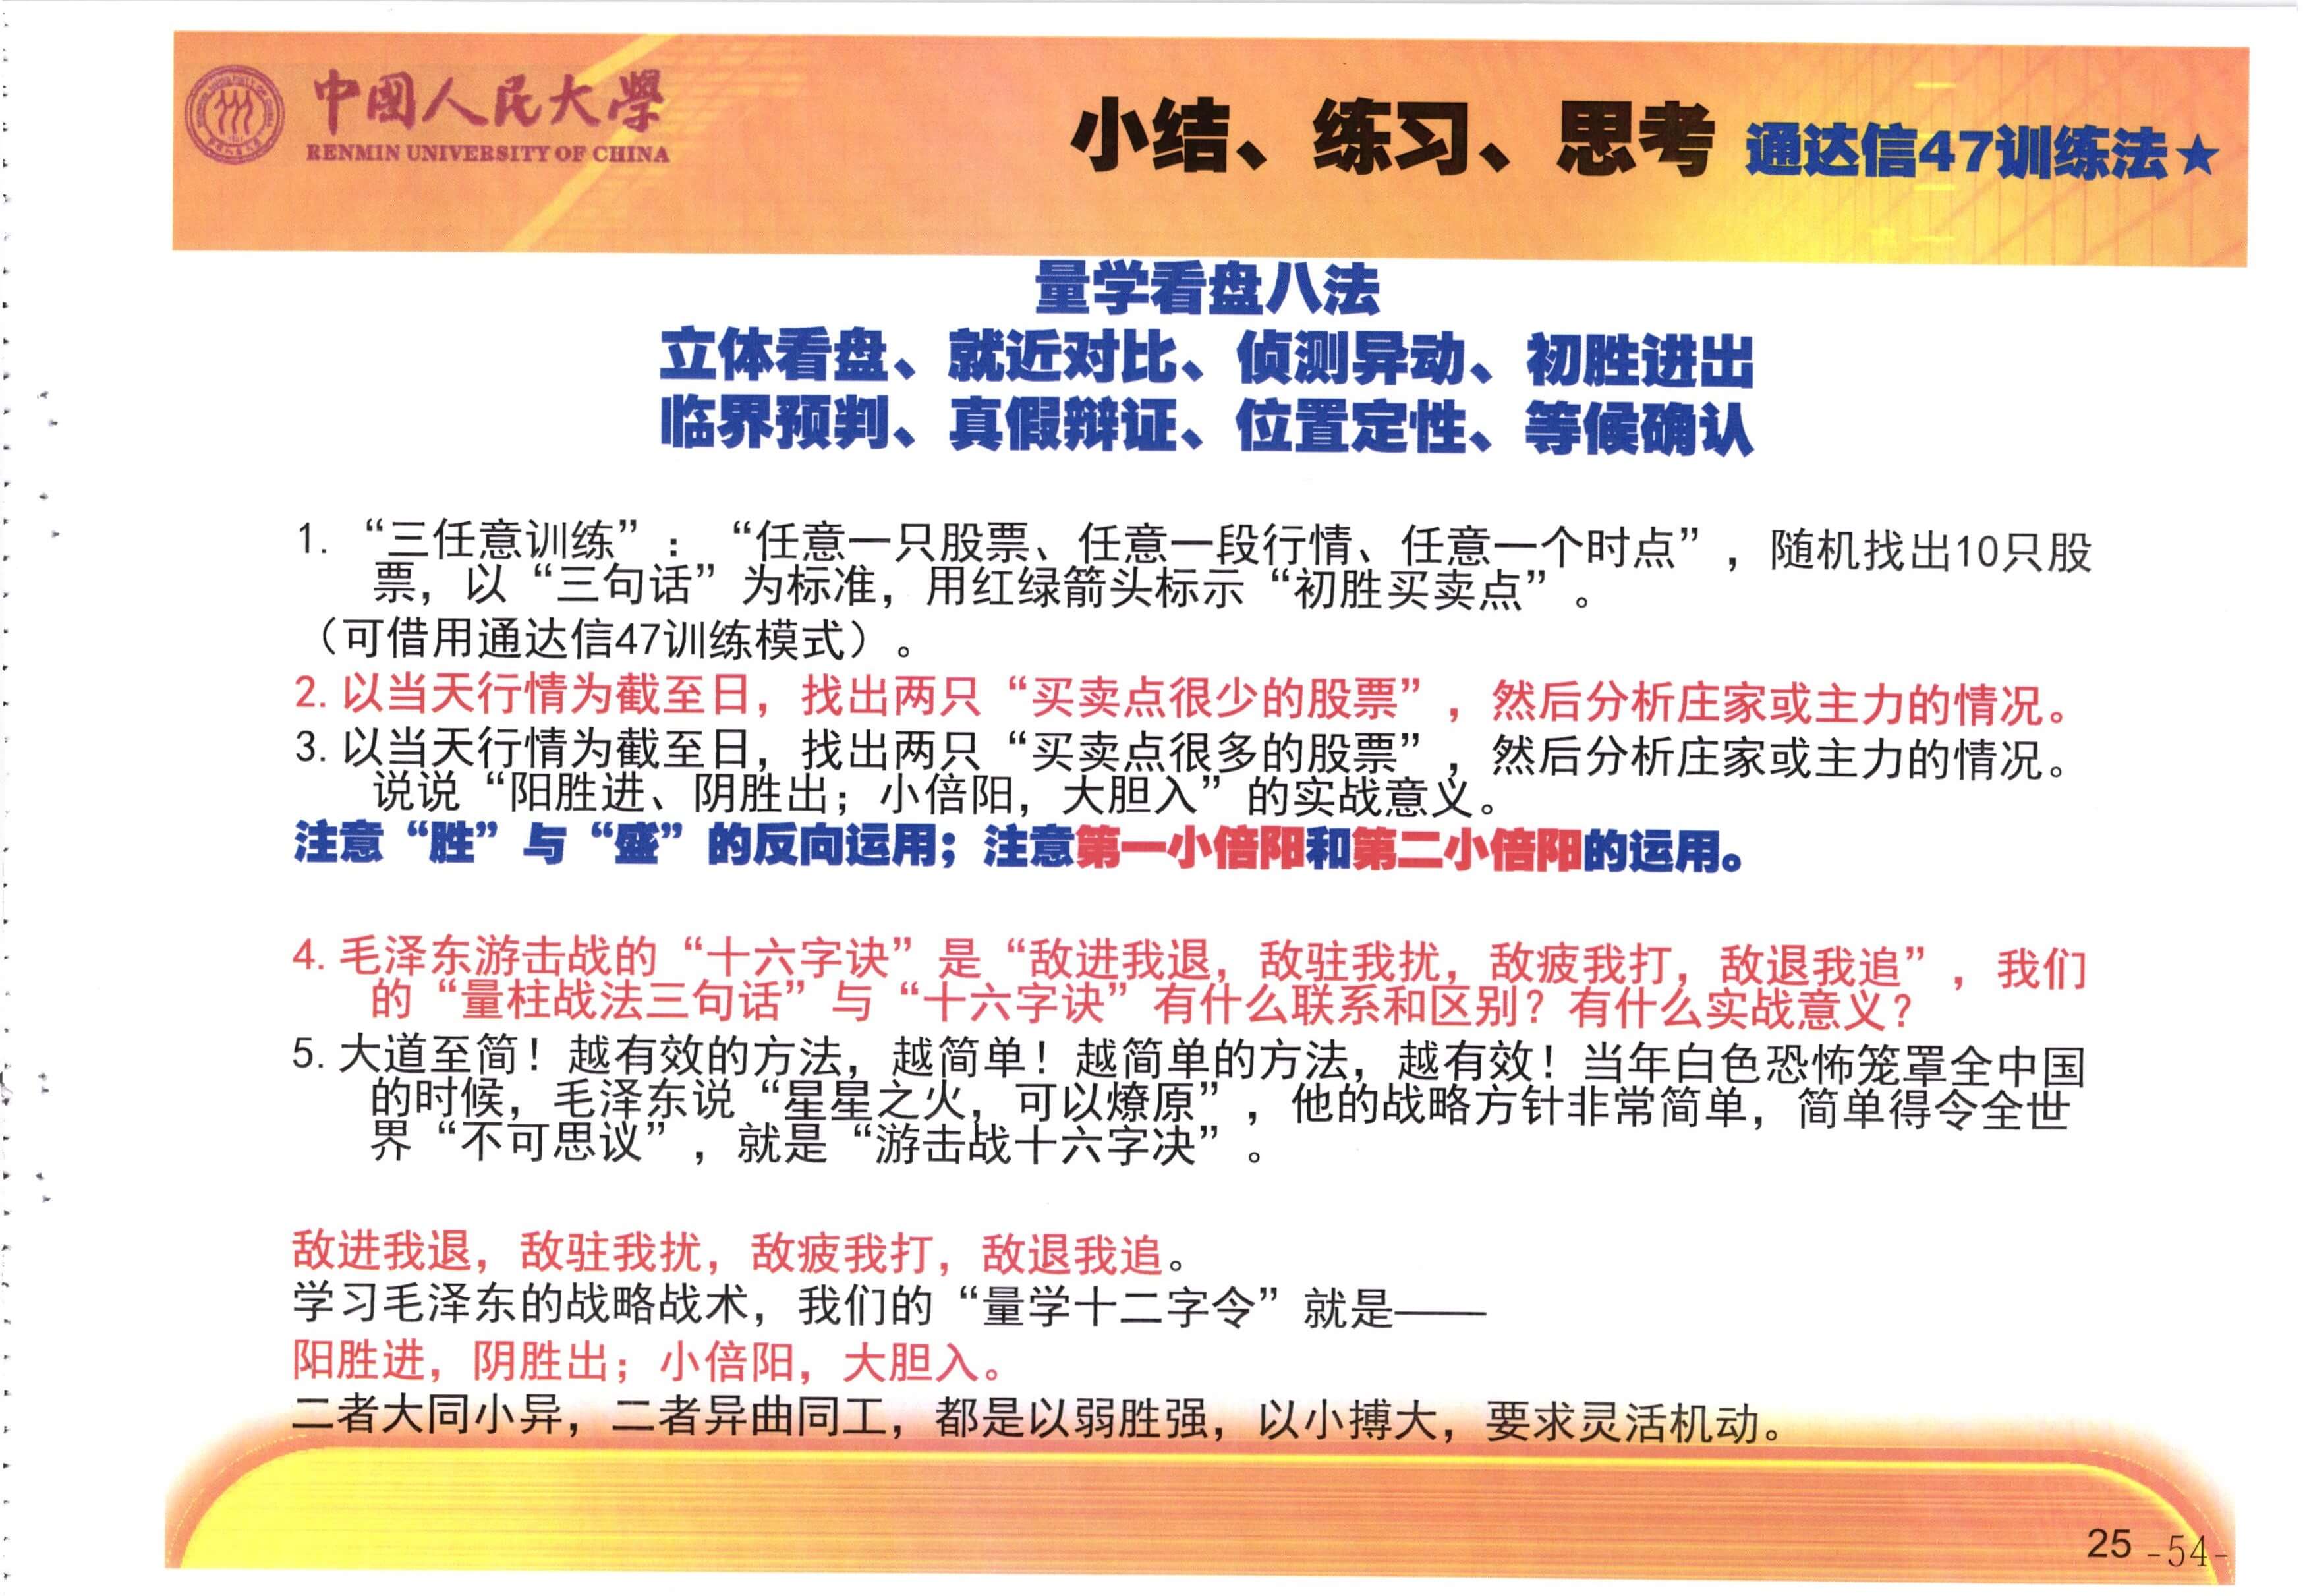 中国人民大學
RENMIN UNIVERSITY OF CHINA
小结、练习、思考 通达信47训练法★
量学看盘八法
立体看盘、就近对比、侦测异动、初胜进出
临界预判、真假辩证、位置定性、等候确认
1. “三任意训练”：“任意一只股票、任意一段行情、任意一个时点”，随机找出10只股
票，以“三句话”为标准，用红绿箭头标示“初胜买卖点”。
（可借用通达信47训练模式）。
2. 以当天行情为截至日，找出两只“买卖点很少的股票”，然后分析庄家或主力的情况。
3. 以当天行情为截至日，找出两只“买卖点很多的股票”，然后分析庄家或主力的情况。
说说“阳胜进、阴胜出；小倍阳，大胆入”的实战意义。
注意“胜”与“盛”的反向运用；注意第一小倍阳和第二小倍阳的运用。
4. 毛泽东游击战的“十六字诀”是“敌进我退，敌驻我扰，敌疲我打，敌退我追”，我们
的“量柱战法三句话”与“十六字诀”有什么联系和区别？有什么实战意义？
5. 大道至简！越有效的方法，越简单！越简单的方法，越有效！当年白色恐怖笼罩全中国
的时候，毛泽东说“星星之火，可以燎原”，他的战略方针非常简单，简单得令全世
界“不可思议”，就是“游击战十六字决”。
敌进我退，敌驻我扰，敌疲我打，敌退我追。
学习毛泽东的战略战术，我们的“量学十二字令”就是——
阳胜进，阴胜出；小倍阳，大胆入。
二者大同小异，二者异曲同工，都是以弱胜强，以小搏大，要求灵活机动。
25 -54-